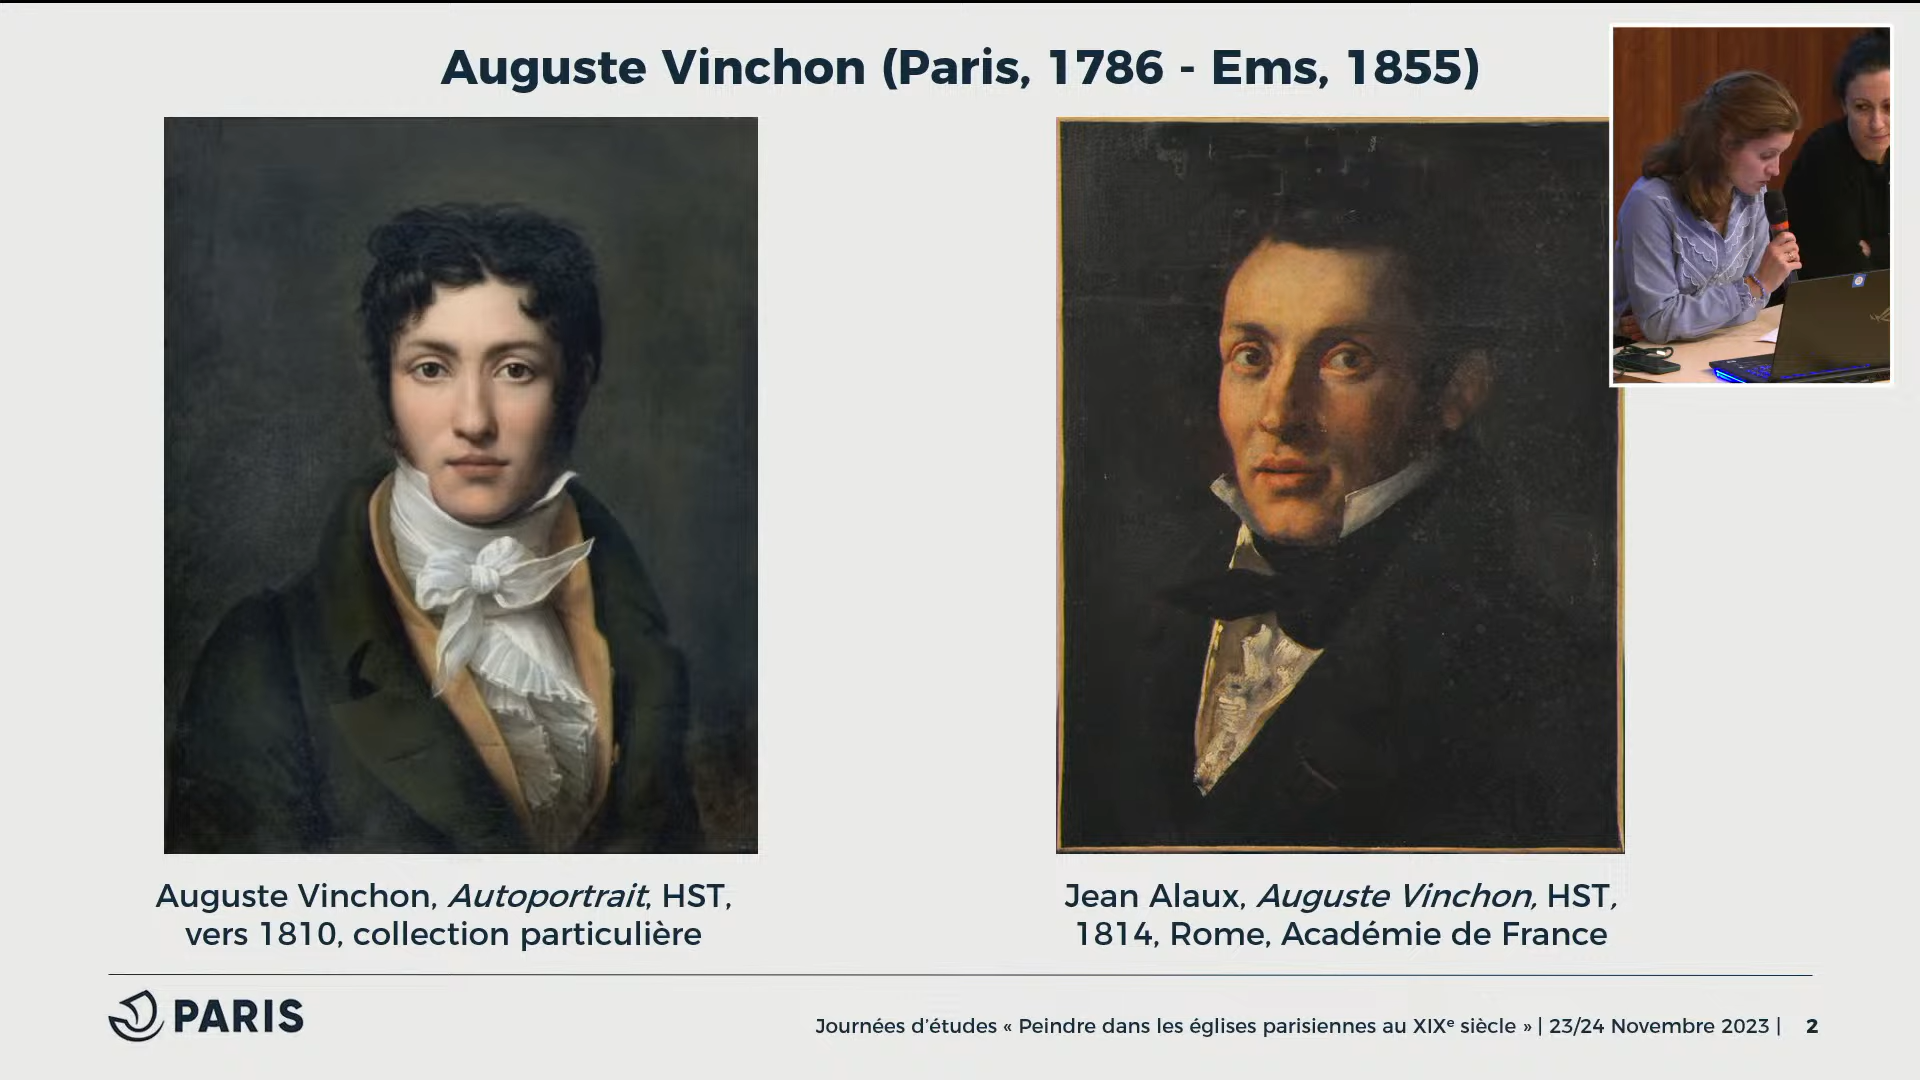 Auguste Vinchon (Paris, 1786 - Ems, 1855)
Auguste Vinchon, Autoportrait, HST,
vers 1810, collection particulière
Jean Alaux, Auguste Vinchon, HST,
1814, Rome, Académie de France
PARIS
Journées d'études « Peindre dans les églises parisiennes au XIXᵉ siècle » | 23/24 Novembre 2023 | 2